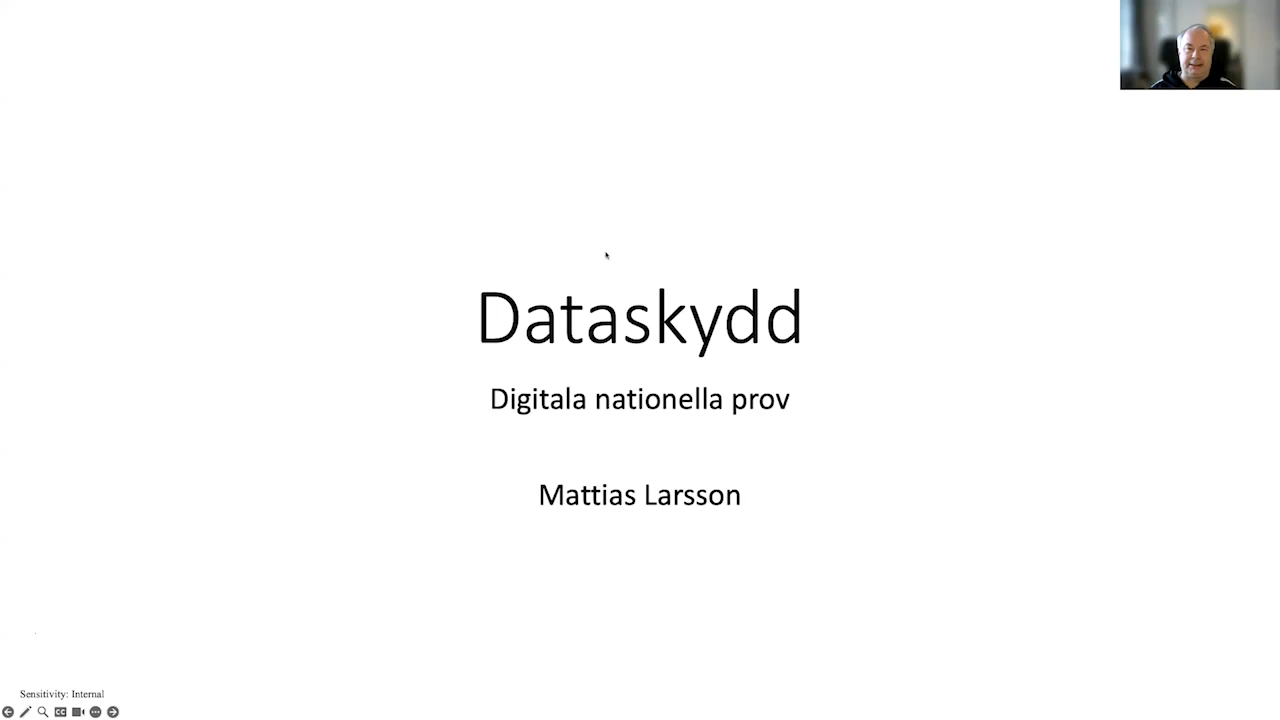 Dataskydd
Digitala nationella prov
Mattias Larsson
Sensitivity: Internal